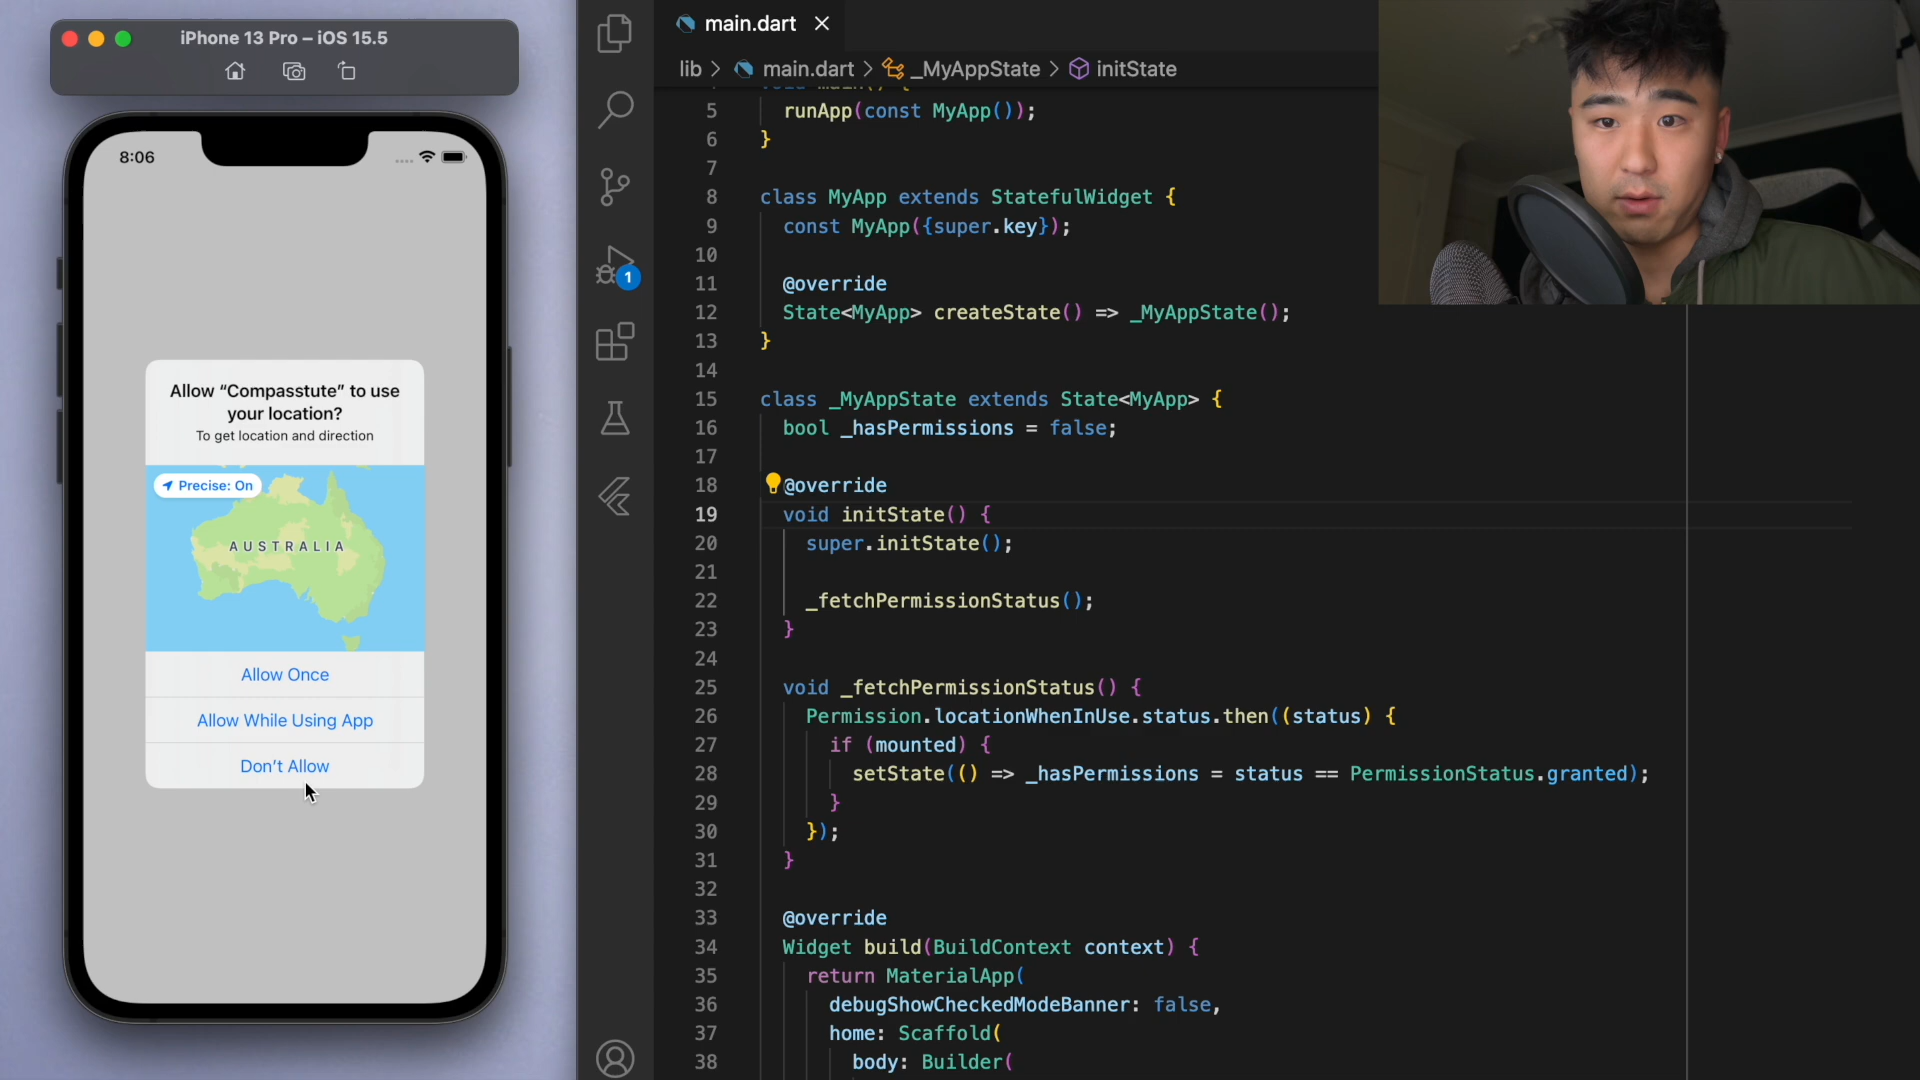 iPhone 13 Pro – iOS 15.5
8:06
Allow “Compasstute” to use
your location?
To get location and direction
Precise: On
AUSTRALIA
Allow Once
Allow While Using App
Don’t Allow
1
main.dart
lib > main.dart > _MyAppState > initState
void main() {
5 runApp(const MyApp());
6 }
7
8 class MyApp extends StatefulWidget {
9 const MyApp({super.key});
10
11 @override
12 State<MyApp> createState() => _MyAppState();
13 }
14
15 class _MyAppState extends State<MyApp> {
16 bool _hasPermissions = false;
17
18 @override
19 void initState() {
20 super.initState();
21
22 _fetchPermissionStatus();
23 }
24
25 void _fetchPermissionStatus() {
26 Permission.locationWhenInUse.status.then((status) {
27 if (mounted) {
28 setState(() => _hasPermissions = status == PermissionStatus.granted);
29 }
30 });
31 }
32
33 @override
34 Widget build(BuildContext context) {
35 return MaterialApp(
36 debugShowCheckedModeBanner: false,
37 home: Scaffold(
38 body: Builder(